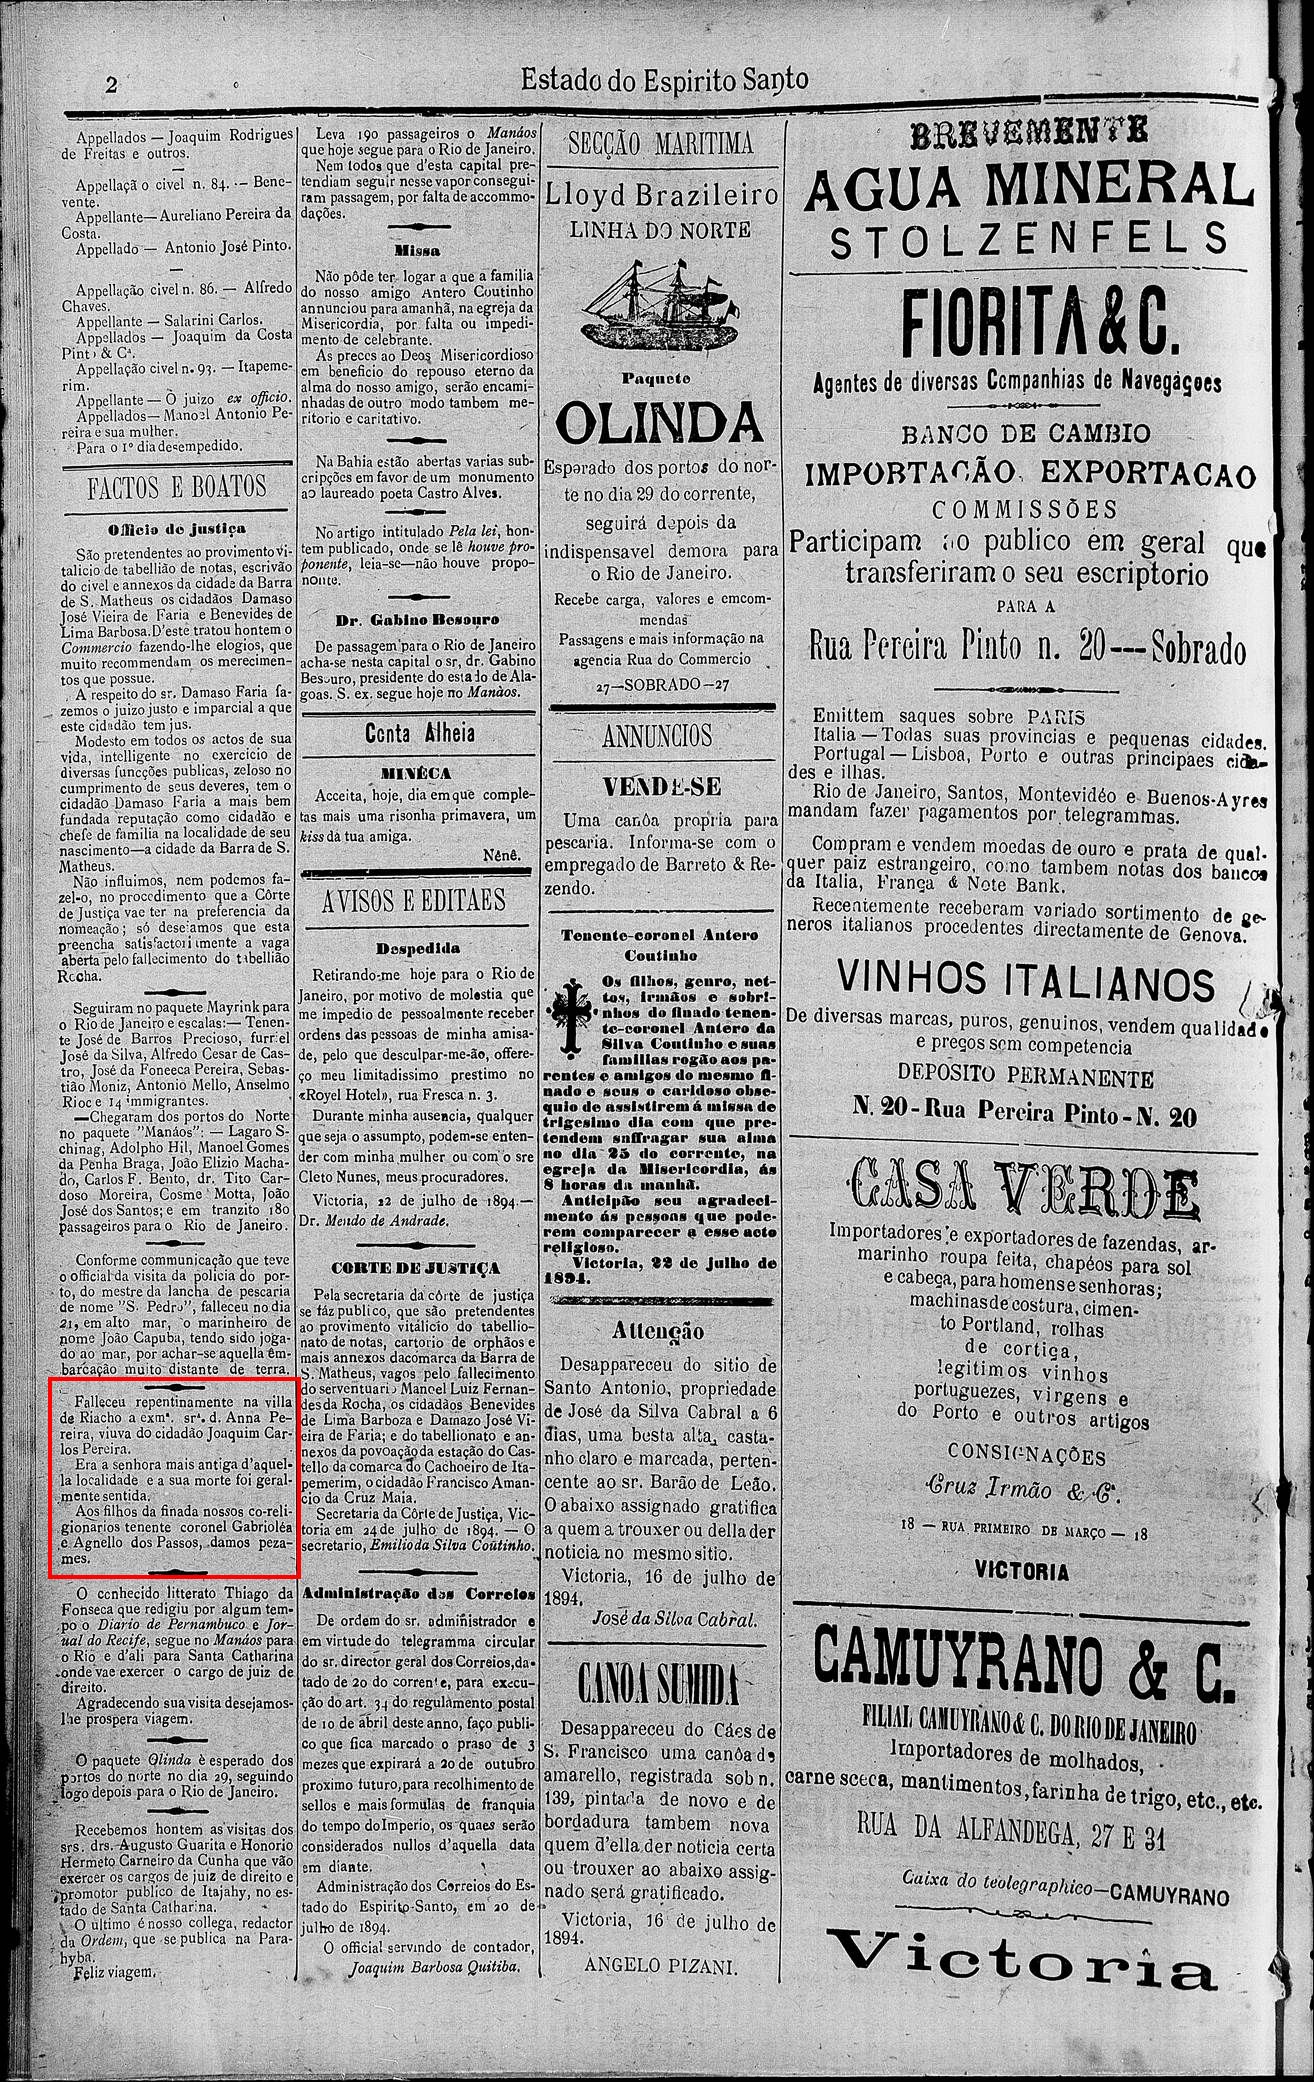 2
Estado do Espirito Santo
Appellados — Joaquim Rodrigues
de Freitas e outros.
Appellaçã o civel n. 84. — Bene-
vente.
Appellante—Aureliano Pereira da
Costa.
Appellado — Antonio José Pinto.
Appellação civel n. 86. — Alfredo
Chaves.
Appellante — Salarini Carlos.
Appellados — Joaquim da Costa
Pinto & Cª.
Appellação civel n. 93. — Itapeme-
rim.
Appellante — O juizo ex officio.
Appellados— Manoel Antonio Pe-
reira e sua mulher.
Para o 1º dia desempedido.
FACTOS E BOATOS
Officio de justiça
São pretendentes ao provimento vi-
talicio de tabellião de notas, escrivão
do civel e annexos da cidade da Barra
de S. Matheus os cidadãos Damaso
José Vieira de Faria e Benevides de
Lima Barbosa. D'este tratou hontem o
Commercio fazendo-lhe elogios, que
muito recommendam os merecimen-
tos que possue.
A respeito do sr. Damaso Faria fa-
zemos o juizo justo e imparcial a que
este cidadão tem jus.
Modesto em todos os actos de sua
vida, intelligente no exercicio de
diversas funcções publicas, zeloso no
cumprimento de seus deveres, tem o
cidadão Damaso Faria a mais bem
fundada reputação como cidadão e
chefe de familia na localidade de seu
nascimento—a cidade da Barra de S.
Matheus.
Não influimos, nem podemos fa-
zel-o, no procedimento que a Côrte
de Justiça vae ter na preferencia da
nomeação; só desejamos que esta
preencha satisfactoriamente a vaga
aberta pelo fallecimento do tabellião
Rocha.
Seguiram no paquete Mayrink para
o Rio de Janeiro e escalas:— Tenen-
te José de Barros Precioso, furriel
José da Silva, Alfredo Cesar de Cas-
tro, José da Foneeca Pereira, Sebas-
tião Moniz, Antonio Mello, Anselmo
Rioc e 14 immigrantes.
—Chegaram dos portos do Norte
no paquete "Manáos": — Lagaro S-
chinag, Adolpho Hil, Manoel Gomes
da Penha Braga, João Elizio Macha-
do, Carlos F. Bento, dr. Tito Car-
doso Moreira, Cosme Motta, João
José dos Santos; e em tranzito 180
passageiros para o Rio de Janeiro.
Conforme communicação que teve
o official da visita da policia do por-
to, do mestre da lancha de pescaria
de nome "S. Pedro", falleceu no dia
21, em alto mar, o marinheiro de
nome João Capuba, tendo sido joga-
do ao mar, por achar-se aquella em-
barcação muito distante de terra.
Falleceu repentinamente na villa
de Riacho a exmª. srª. d. Anna Pe-
reira, viuva do cidadão Joaquim Car-
los Pereira.
Era a senhora mais antiga d'aquel-
la localidade e a sua morte foi geral-
mente sentida.
Aos filhos da finada nossos co-reli-
gionarios tenente coronel Gabrioléa
e Agnello dos Passos, damos peza-
mes.
O conhecido litterato Thiago da
Fonseca que redigiu por algum tem-
po o Diario de Pernambuco e Jor-
nal do Recife, segue no Manáos para
o Rio e d'ali para Santa Catharina
onde vae exercer o cargo de juiz de
direito.
Agradecendo sua visita desejamos-
lhe prospera viagem.
O paquete Olinda é esperado dos
portos do norte no dia 29, seguindo
logo depois para o Rio de Janeiro.
Recebemos hontem as visitas dos
srs. drs. Augusto Guarita e Honorio
Hermeto Carneiro da Cunha que vão
exercer os cargos de juiz de direito e
promotor publico de Itajahy, no es-
tado de Santa Catharina.
O ultimo é nosso collega, redactor
da Ordem, que se publica na Para-
hyba.
Feliz viagem.
Leva 190 passageiros o Manáos
que hoje segue para o Rio de Janeiro.
Nem todos que d'esta capital pre-
tendiam seguir nesse vapor consegui-
ram passagem, por falta de accommo-
dações.
Missa
Não pôde ter logar a que a familia
do nosso amigo Antero Coutinho
annunciou para amanhã, na egreja da
Misericordia, por falta ou impedi-
mento de celebrante.
As preces ao Deos Misericordioso
em beneficio do repouso eterno da
alma do nosso amigo, serão encami-
nhadas de outro modo tambem me-
ritorio e caritativo.
Na Bahia estão abertas varias sub-
cripções em favor de um monumento
ao laureado poeta Castro Alves.
No artigo intitulado Pela lei, hon-
tem publicado, onde se lê houve pro-
ponente, leia-se—não houve propo-
nente.
Dr. Gabino Besouro
De passagem para o Rio de Janeiro
acha-se nesta capital o sr. dr. Gabino
Besouro, presidente do estado de Ala-
goas. S. ex. segue hoje no Manáos.
Conta Alheia
MINÉCA
Acceita, hoje, dia em que comple-
tas mais uma risonha primavera, um
kiss da tua amiga.
Nênê.
AVISOS E EDITAES
Despedida
Retirando-me hoje para o Rio de
Janeiro, por motivo de molestia que
me impedio de pessoalmente receber
ordens das pessoas de minha amisa-
de, pelo que desculpar-me-ão, offere-
ço meu limitadissimo prestimo no
«Royel Hotel», rua Fresca n. 3.
Durante minha ausencia, qualquer
que seja o assumpto, podem-se enten-
der com minha mulher ou com o sre
Cleto Nunes, meus procuradores.
Victoria, 22 de julho de 1894.—
Dr. Mendo de Andrade.
CORTE DE JUSTIÇA
Pela secretaria da côrte de justiça
se faz publico, que são pretendentes
ao provimento vitálicio do tabellio-
nato de notas, cartorio de orphãos e
mais annexos dacomarca da Barra de
S. Matheus, vagos pelo fallecimento
do serventuario Manoel Luiz Fernan-
des da Rocha, os cidadãos Benevides
de Lima Barboza e Damazo José Vi-
eira de Faria; e do tabellionato e an-
nexos da povoação da estação do Cas-
tello da comarca do Cachoeiro de Ita-
pemerim, o cidadão Francisco Aman-
cio da Cruz Maia.
Secretaria da Côrte de Justiça, Vic-
toria em 24 de julho de 1894. — O
secretario, Emilio da Silva Coutinho.
Administração dos Correios
De ordem do sr. administrador e
em virtude do telegramma circular
do sr. director geral dos Correios, da-
tado de 20 do corrente, para execu-
ção do art. 34 do regulamento postal
de 10 de abril deste anno, faço publi-
co que fica marcado o praso de 3
mezes que expirará a 20 de outubro
proximo futuro, para recolhimento de
sellos e mais formulas de franquia
do tempo do Imperio, os quaes serão
considerados nullos d'aquella data
em diante.
Administração dos Correios do Es-
tado do Espirito-Santo, em 20 de
julho de 1894.
O official servindo de contador,
Joaquim Barbosa Quitiba.
SECÇÃO MARITIMA
Lloyd Brazileiro
LINHA DO NORTE
Paquete
OLINDA
Esperado dos portos do nor-
te no dia 29 do corrente,
seguirá depois da
indispensavel demora para
o Rio de Janeiro.
Recebe carga, valores e emcom-
mendas
Passagens e mais informação na
agencia Rua do Commercio
27—SOBRADO—27
ANNUNCIOS
VENDE-SE
Uma canôa propria para
pescaria. Informa-se com o
empregado de Barreto & Re-
zendo.
Tenente-coronel Antero
Coutinho
Os filhos, genro, net-
tos, irmãos e sobri-
nhos do finado tenen-
te-coronel Antero da
Silva Coutinho e suas
familias rogão aos pa-
rentes e amigos do mesmo fi-
nado e seus o caridoso obse-
quio de assistirem á missa de
trigesimo dia com que pre-
tendem suffragar sua alma
no dia 25 do corrente, na
egreja da Misericordia, ás
8 horas da manhã.
Anticipão seu agradeci-
mento ás pessoas que pode-
rem comparecer a esse acto
religioso.
Victoria, 22 de julho de
1894.
Attenção
Desappareceu do sitio de
Santo Antonio, propriedade
de José da Silva Cabral a 6
dias, uma besta alta, casta-
nho claro e marcada, perten-
cente ao sr. Barão de Leão.
O abaixo assignado gratifica
a quem a trouxer ou della der
noticia no mesmo sitio.
Victoria, 16 de julho de
1894.
José da Silva Cabral.
CANOA SUMIDA
Desappareceu do Cáes de
S. Francisco uma canôa de
amarello, registrada sob n.
139, pintada de novo e de
bordadura tambem nova
quem d'ella der noticia certa
ou trouxer ao abaixo assig-
nado será gratificado.
Victoria, 16 de julho de
1894.
ANGELO PIZANI.
BREVEMENTE
AGUA MINERAL
STOLZENFELS
FIORITA & C.
Agentes de diversas Companhias de Navegações
BANCO DE CAMBIO
IMPORTAÇÃO, EXPORTACAO
COMMISSÕES
Participam ao publico em geral que
transferiram o seu escriptorio
PARA A
Rua Pereira Pinto n. 20---Sobrado
Emittem saques sobre PARIS
Italia—Todas suas provincias e pequenas cidades.
Portugal—Lisboa, Porto e outras principaes cida-
des e ilhas.
Rio de Janeiro, Santos, Montevidéo e Buenos-Ayres
mandam fazer pagamentos por telegrammas.
Compram e vendem moedas de ouro e prata de qual-
quer paiz estrangeiro, como tambem notas dos bancos
da Italia, França & Note Bank.
Recentemente receberam variado sortimento de ge-
neros italianos procedentes directamente de Genova.
VINHOS ITALIANOS
De diversas marcas, puros, genuinos, vendem qualidade
e preços sem competencia
DEPOSITO PERMANENTE
N. 20 - Rua Pereira Pinto - N. 20
CASA VERDE
Importadores e exportadores de fazendas, ar-
marinho roupa feita, chapéos para sol
e cabeça, para homens e senhoras;
machinas de costura, cimen-
to Portland, rolhas
de cortiça,
legitimos vinhos
portuguezes, virgens e
do Porto e outros artigos
CONSIGNAÇÕES
Cruz Irmão & Cª.
18 — RUA PRIMEIRO DE MARÇO — 18
VICTORIA
CAMUYRANO & C.
FILIAL CAMUYRANO & C. DO RIO DE JANEIRO
Importadores de molhados,
carne secca, mantimentos, farinha de trigo, etc., etc.
RUA DA ALFANDEGA, 27 E 31
Caixa do teolegraphico—CAMUYRANO
Victoria